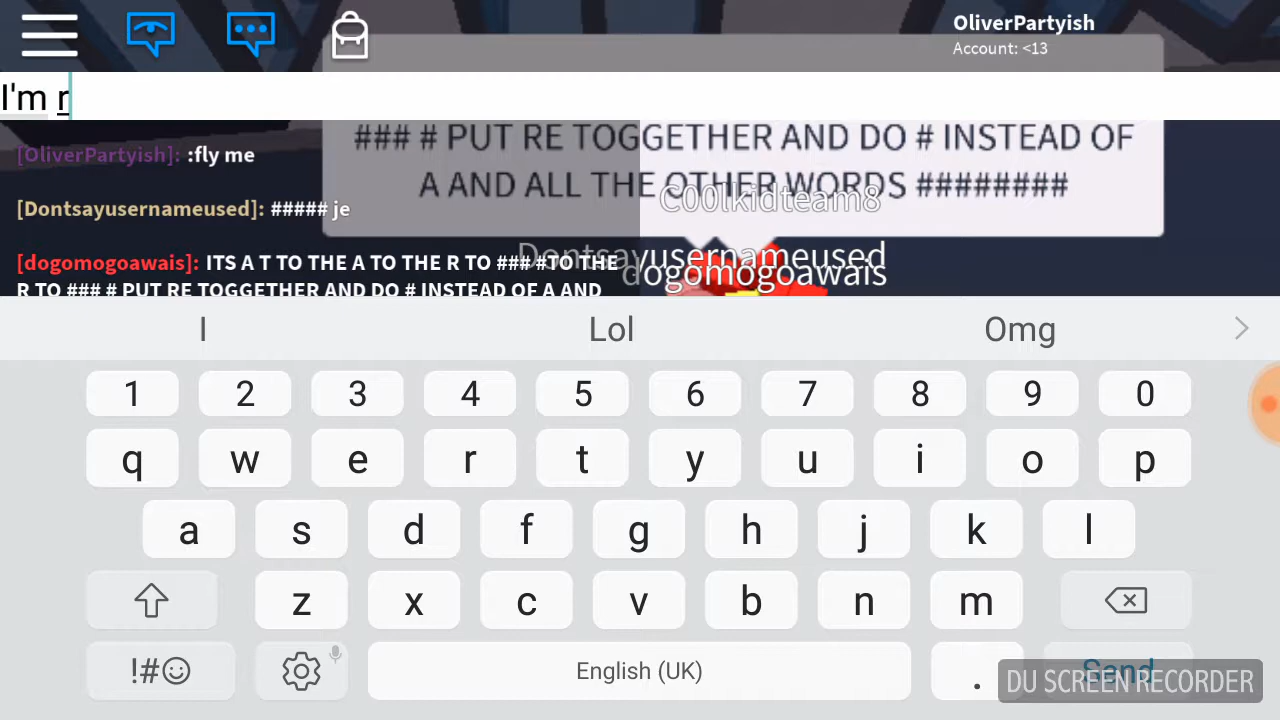 OliverPartyish
Account: <13
I'm r
### # PUT RE TOGGETHER AND DO # INSTEAD OF
A AND ALL THE OTHER WORDS ########
C00lkidteam8
[OliverPartyish]: :fly me
[Dontsayusernameused]: ##### je
Dontsayusernameused
dogomogoawais
[dogomogoawais]: ITS A T TO THE A TO THE R TO ### #TO THE
R TO ### # PUT RE TOGGETHER AND DO # INSTEAD OF A AND
I Lol Omg
1 2 3 4 5 6 7 8 9 0
q w e r t y u i o p
a s d f g h j k l
z x c v b n m
!#☺ English (UK) . Send
DU SCREEN RECORDER